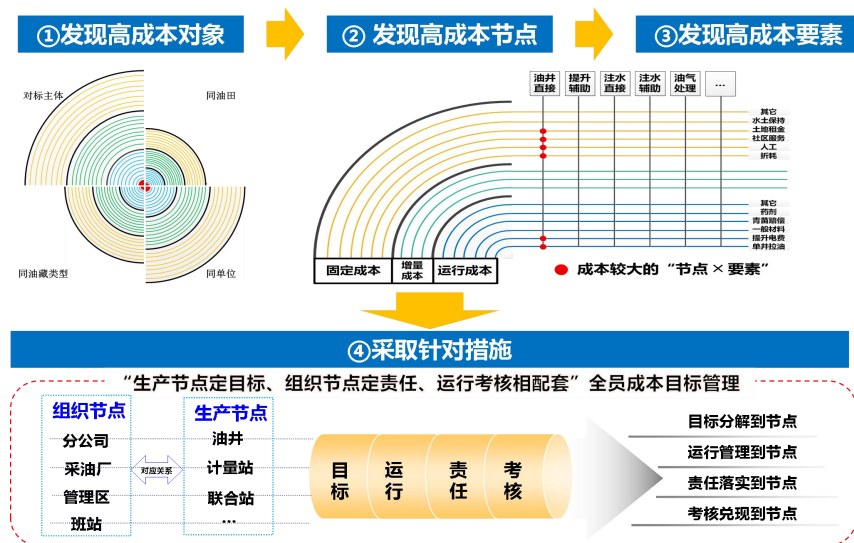 ①发现高成本对象
② 发现高成本节点
③发现高成本要素
对标主体
同油田
同油藏类型
同单位
油井
直接
提升
辅助
注水
直接
注水
辅助
油气
处理
...
其它
水土保持
土地租金
社区服务
人工
折耗
其它
药剂
青苗赔偿
一般材料
提升电费
单井拉油
固定成本
增量
成本
运行成本
成本较大的“节点×要素”
④采取针对措施
“生产节点定目标、组织节点定责任、运行考核相配套”全员成本目标管理
组织节点
分公司
采油厂
管理区
班站
对应关系
生产节点
油井
计量站
联合站
...
目标
运行
责任
考核
目标分解到节点
运行管理到节点
责任落实到节点
考核兑现到节点